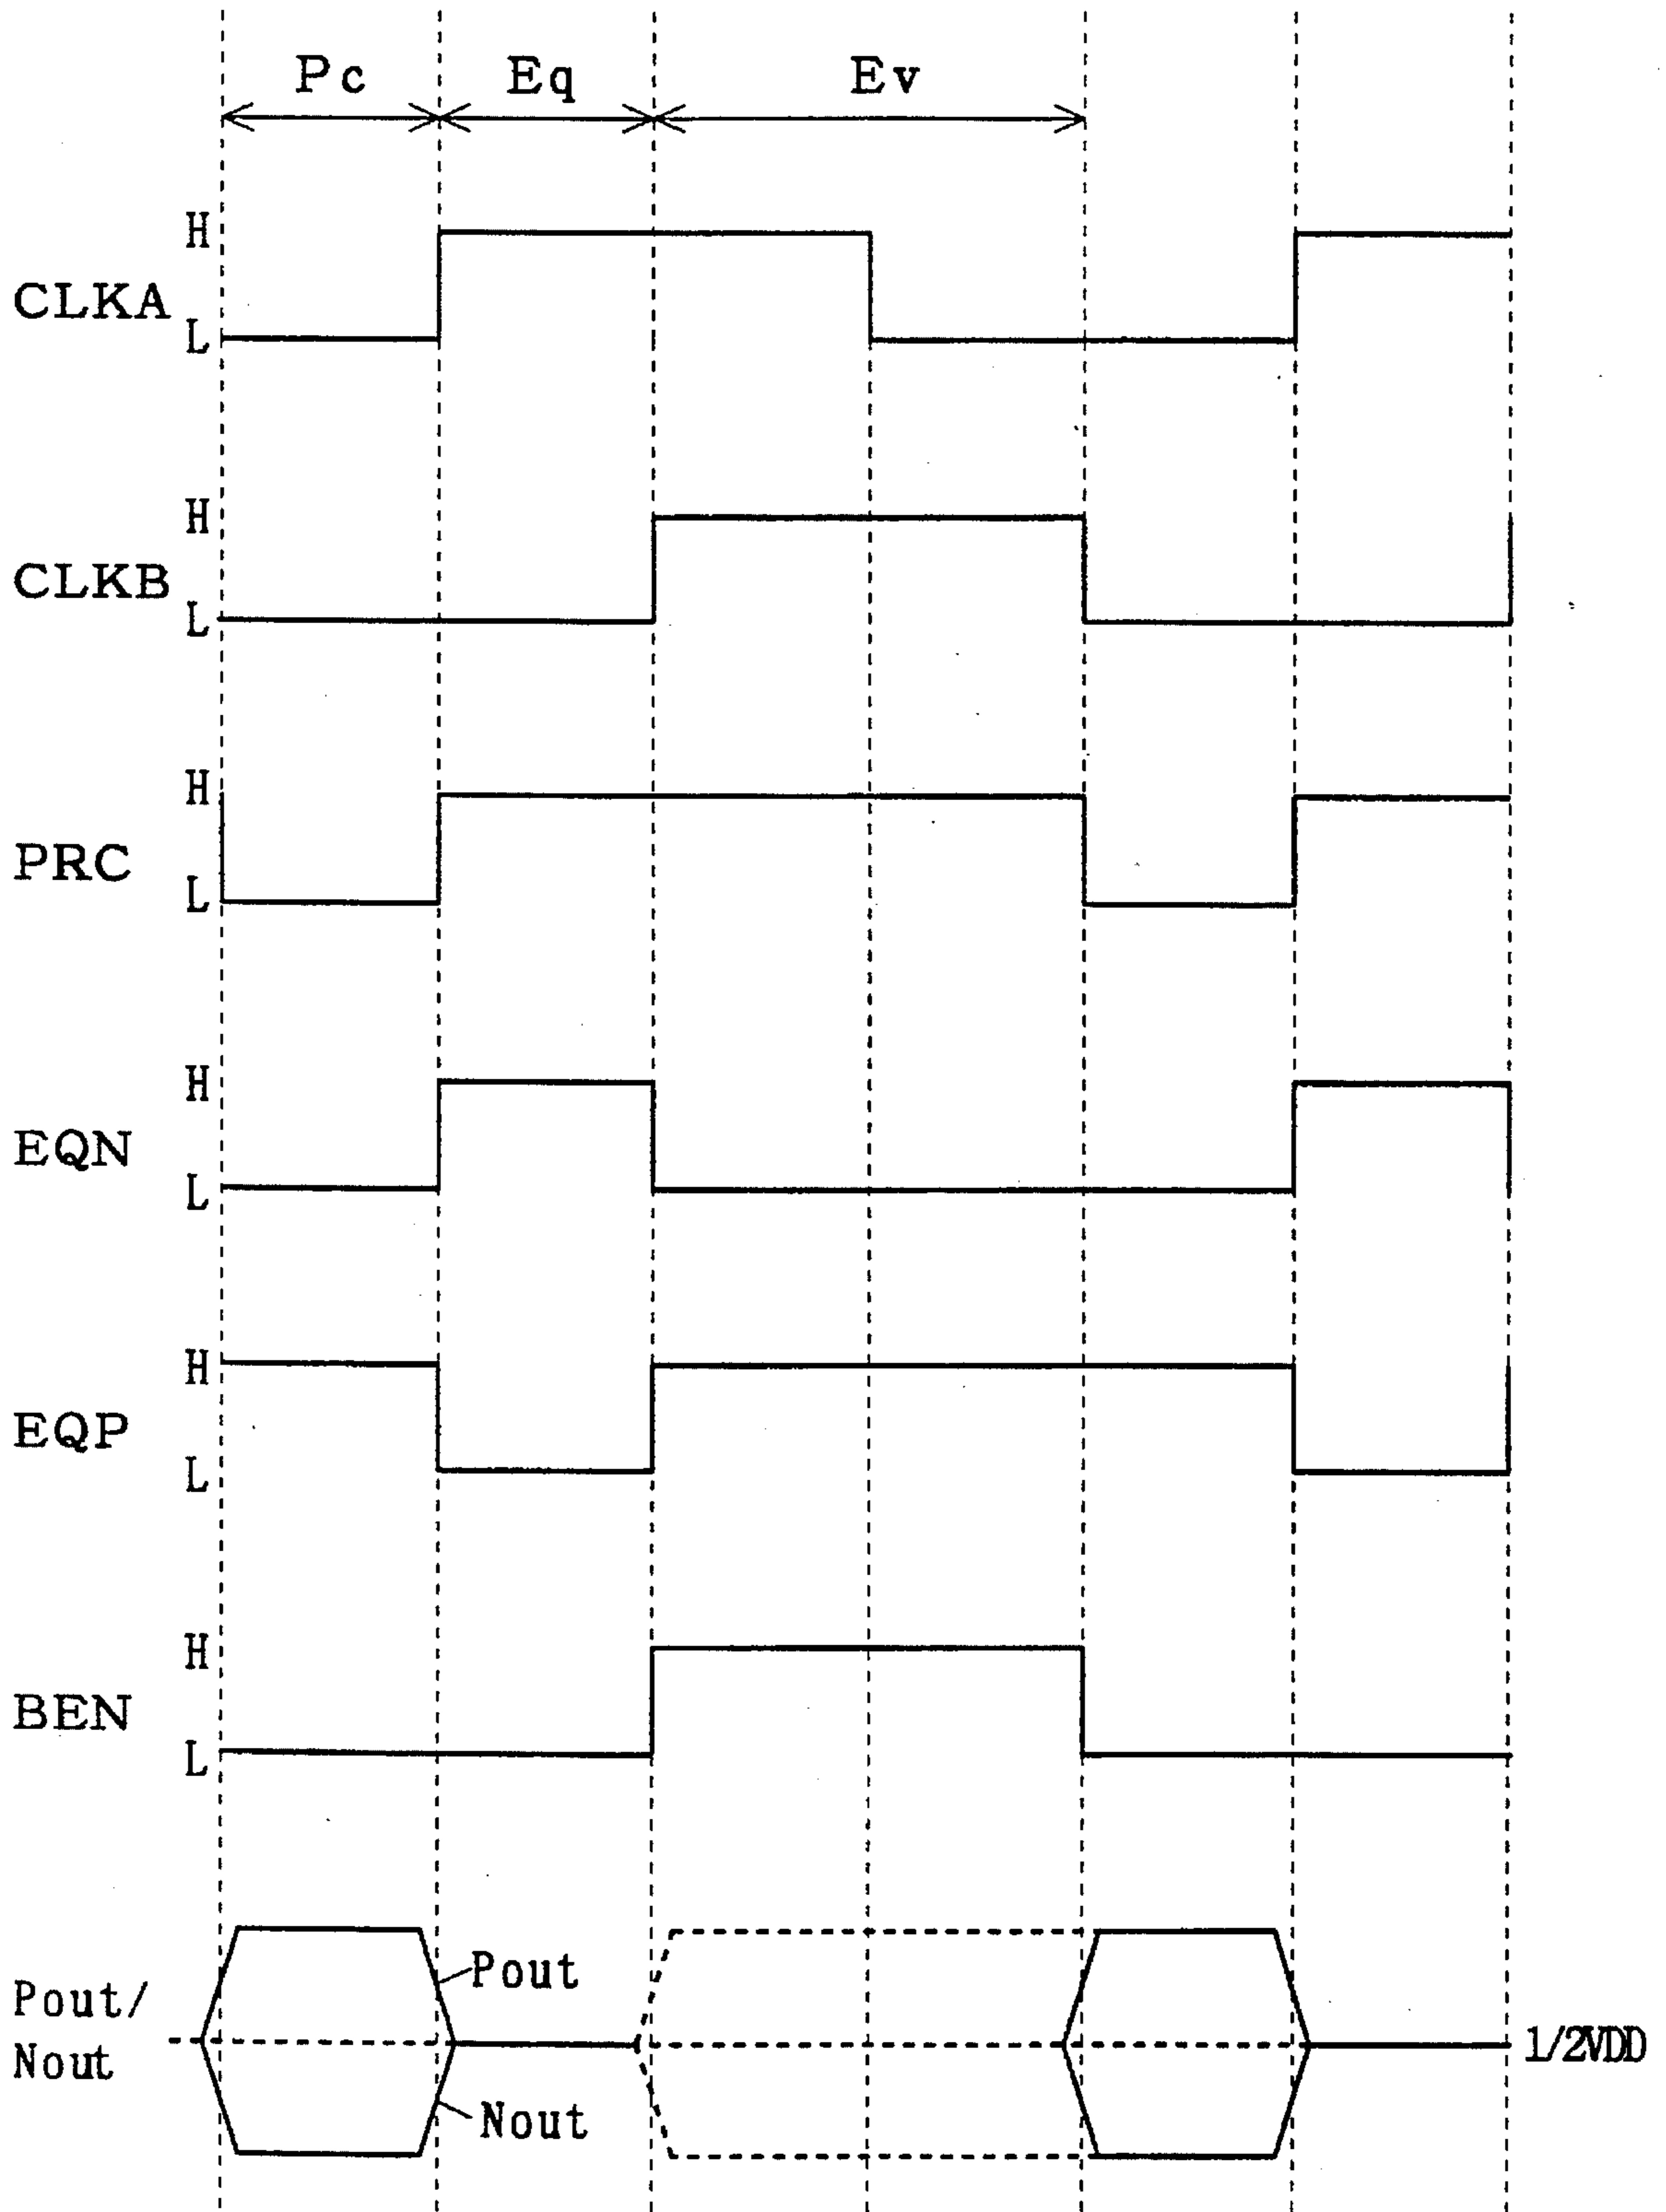 Pc Eq Ev
H
CLKA
L
H
CLKB
L
H
PRC
L
H
EQN
L
H
EQP
L
H
BEN
L
Pout
Pout/
Nout
1/2VDD
Nout